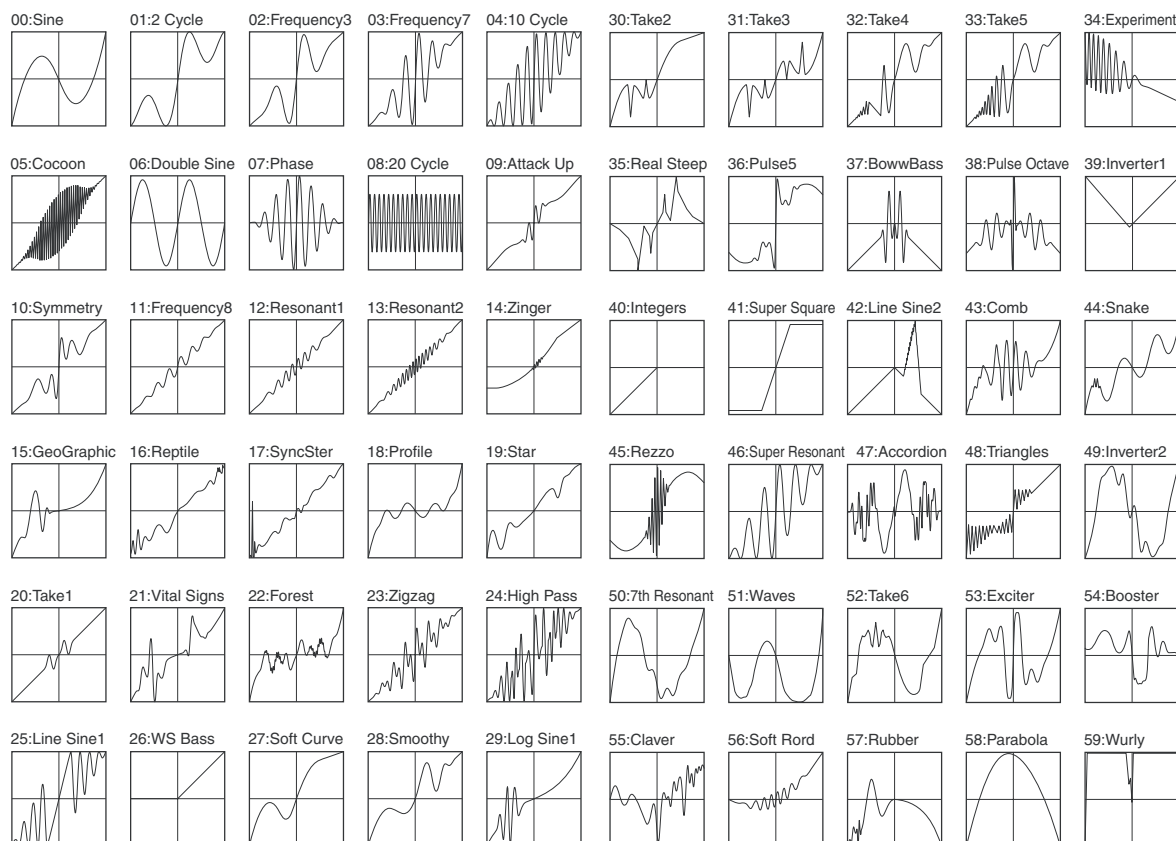 00:Sine 01:2 Cycle 02:Frequency3 03:Frequency7 04:10 Cycle 30:Take2 31:Take3 32:Take4 33:Take5 34:Experiment
05:Cocoon 06:Double Sine 07:Phase 08:20 Cycle 09:Attack Up 35:Real Steep 36:Pulse5 37:BowwBass 38:Pulse Octave 39:Inverter1
10:Symmetry 11:Frequency8 12:Resonant1 13:Resonant2 14:Zinger 40:Integers 41:Super Square 42:Line Sine2 43:Comb 44:Snake
15:GeoGraphic 16:Reptile 17:SyncSter 18:Profile 19:Star 45:Rezzo 46:Super Resonant 47:Accordion 48:Triangles 49:Inverter2
20:Take1 21:Vital Signs 22:Forest 23:Zigzag 24:High Pass 50:7th Resonant 51:Waves 52:Take6 53:Exciter 54:Booster
25:Line Sine1 26:WS Bass 27:Soft Curve 28:Smoothy 29:Log Sine1 55:Claver 56:Soft Rord 57:Rubber 58:Parabola 59:Wurly